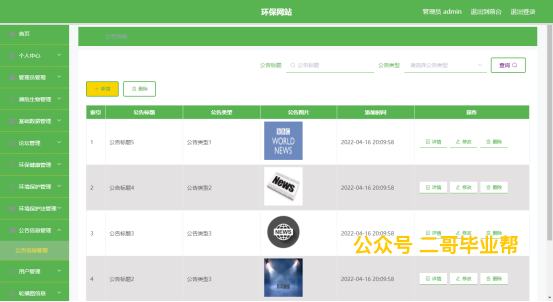 环保网站
管理员 admin 退出到前台 退出登录
首页
个人中心
管理员管理
濒危生物管理
基础数据管理
论坛管理
环保健康管理
环境保护管理
环境保护法管理
公告信息管理
公告信息管理
用户管理
轮播图信息
公告信息
公告标题 公告标题 公告类型 请选择公告类型 查询
+ 新增 删除
索引 公告标题 公告类型 公告图片 添加时间 操作
1 公告标题5 公告类型1 BBC WORLD NEWS 2022-04-16 20:09:58 详情 修改 删除
2 公告标题4 公告类型2 News 2022-04-16 20:09:58 详情 修改 删除
3 公告标题3 公告类型3 NEWS 2022-04-16 20:09:58 详情 修改 删除
4 公告标题2 公告类型3 2022-04-16 20:09:58 详情 修改 删除
公众号 二哥毕业帮